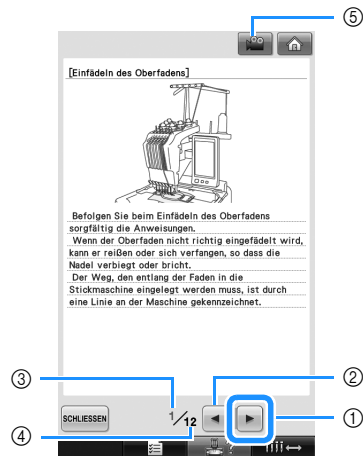 ⑤
[Einfädeln des Oberfadens]
Befolgen Sie beim Einfädeln des Oberfadens
sorgfältig die Anweisungen.
Wenn der Oberfaden nicht richtig eingefädelt wird,
kann er reißen oder sich verfangen, so dass die
Nadel verbiegt oder bricht.
Der Weg, den entlang der Faden in die
Stickmaschine eingelegt werden muss, ist durch
eine Linie an der Maschine gekennzeichnet.
③
②
SCHLIESSEN
1/12
①
④
?